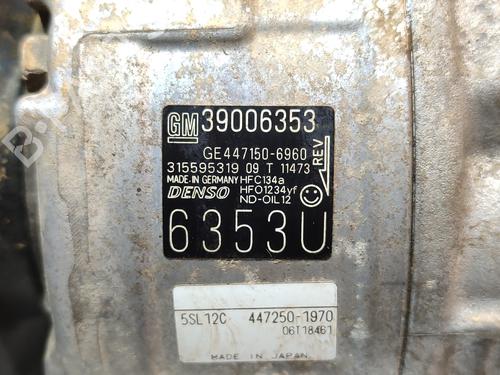 GM 39006353
GE447150-6960
315595319 09 T 11473
MADE IN GERMANY HFC134a
DENSO HFO1234yf
ND-OIL12
REV
6353U
5SL12C 447250-1970
06T18461
MADE IN JAPAN